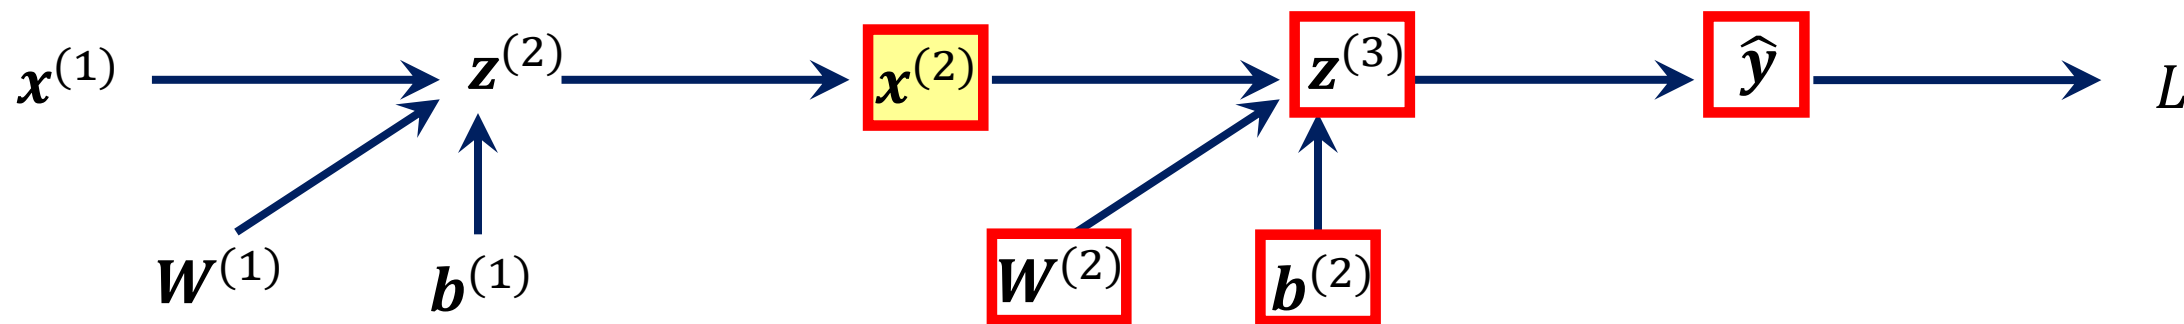 x^(1) z^(2) x^(2) z^(3) ŷ L
W^(1) b^(1) W^(2) b^(2)